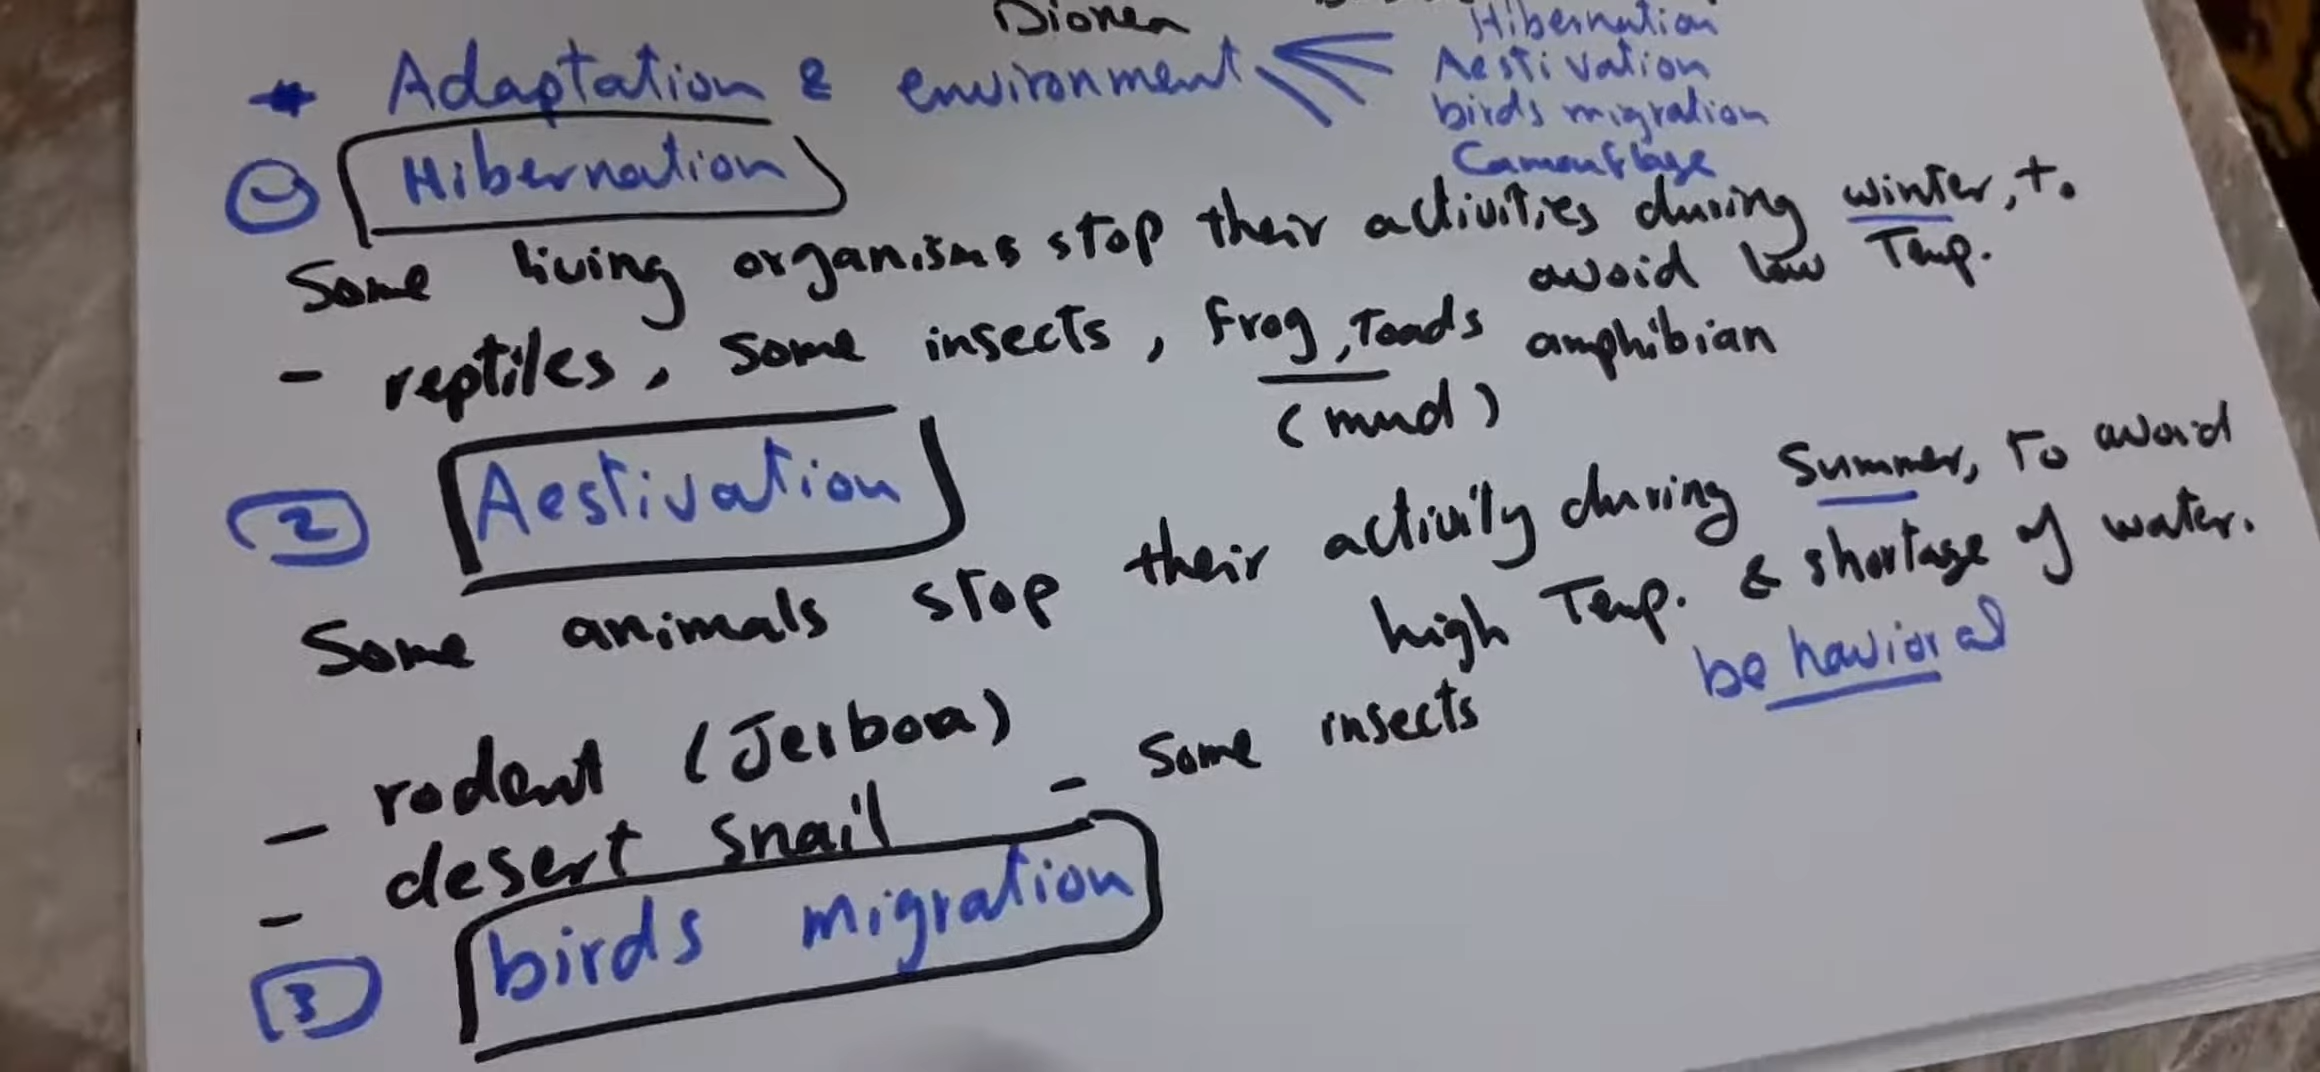 Dionea
* Adaptation & environment
Hibernation
Aestivation
birds migration
Camouflage
1 Hibernation
Some living organisms stop their activities during winter, to
avoid low Temp.
- reptiles, some insects, frog, Toads amphibian
(mud)
2 Aestivation
Some animals stop their activity during Summer, to avoid
high Temp. & shortage of water.
behavioral
- rodent (Jerboa)
- desert snail - Some insects
3 birds migration